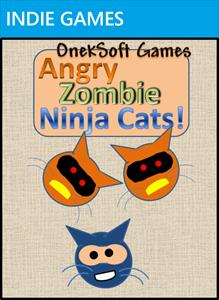 INDIE GAMES
OnekSoft Games
Angry
Zombie
Ninja Cats!